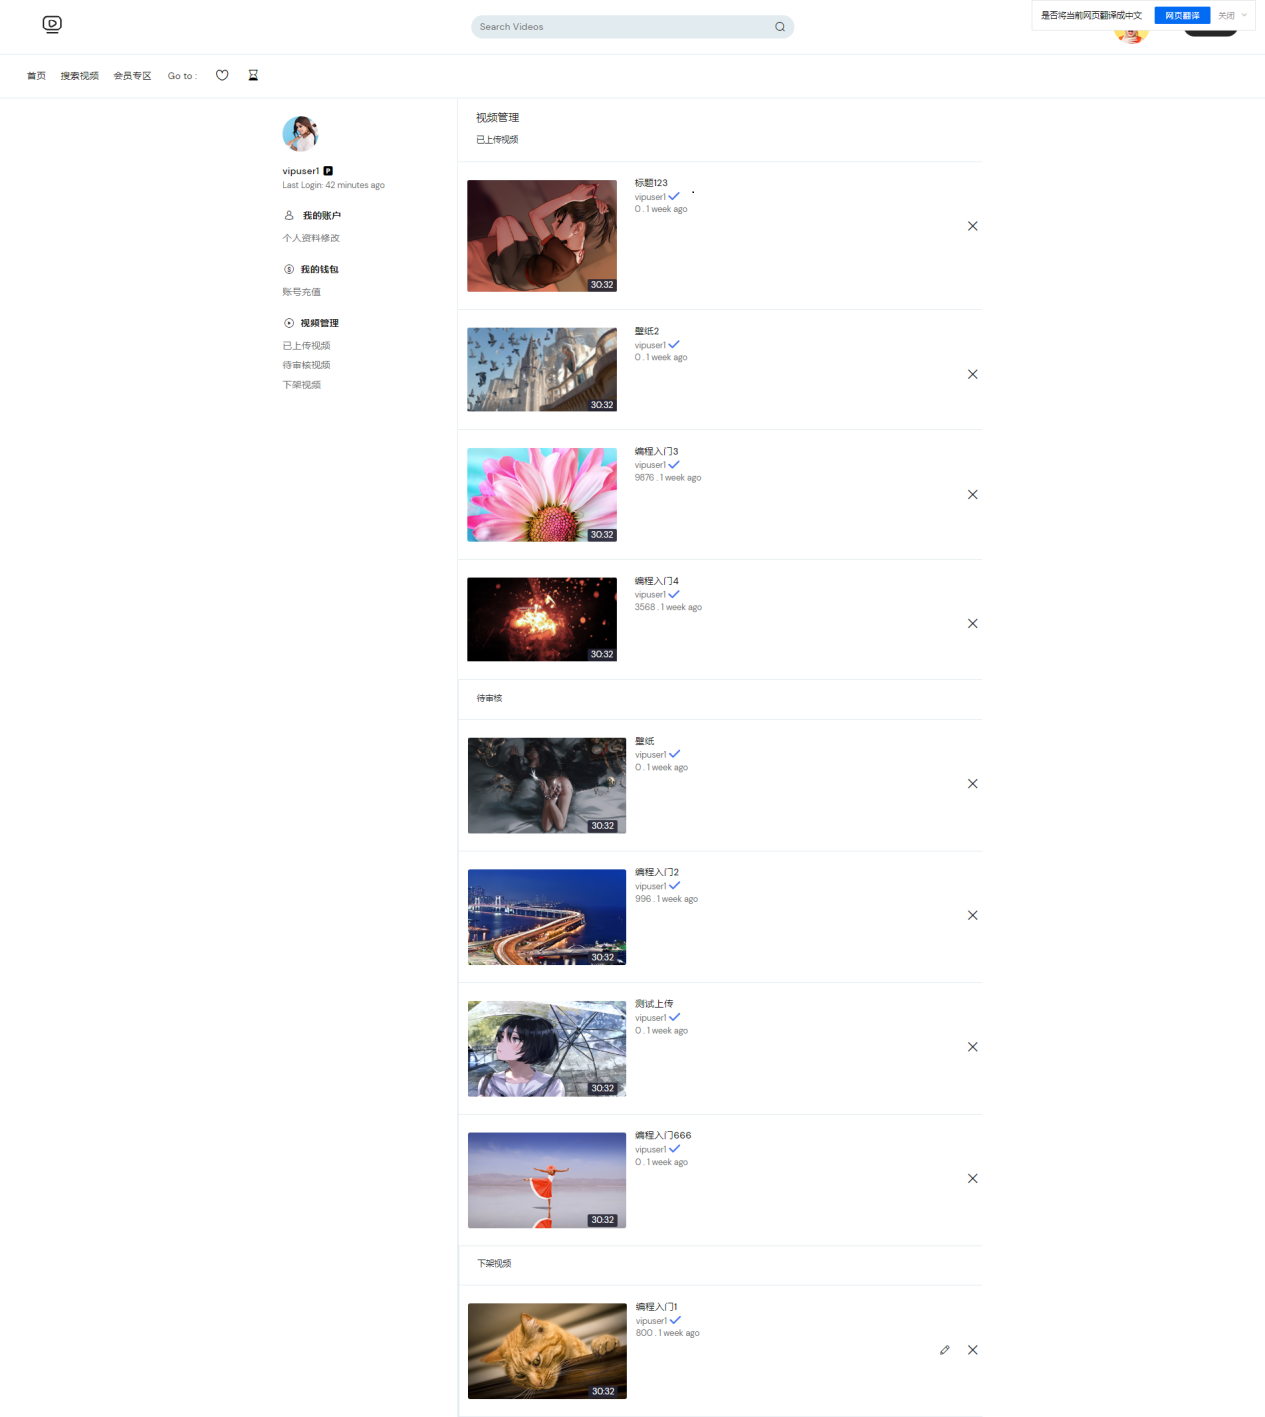 Search Videos
是否将当前网页翻译成中文 网页翻译 关闭
首页 搜索视频 会员专区 Go to :
vipuser1
Last Login: 42 minutes ago
我的账户
个人资料修改
我的钱包
账号充值
视频管理
已上传视频
待审核视频
下架视频
视频管理
已上传视频
标题123
vipuser1
0 . 1 week ago
30:32
壁纸2
vipuser1
0 . 1 week ago
30:32
编程入门3
vipuser1
9876 . 1 week ago
30:32
编程入门4
vipuser1
3568 . 1 week ago
30:32
待审核
壁纸
vipuser1
0 . 1 week ago
30:32
编程入门2
vipuser1
996 . 1 week ago
30:32
测试上传
vipuser1
0 . 1 week ago
30:32
编程入门666
vipuser1
0 . 1 week ago
30:32
下架视频
编程入门1
vipuser1
800 . 1 week ago
30:32